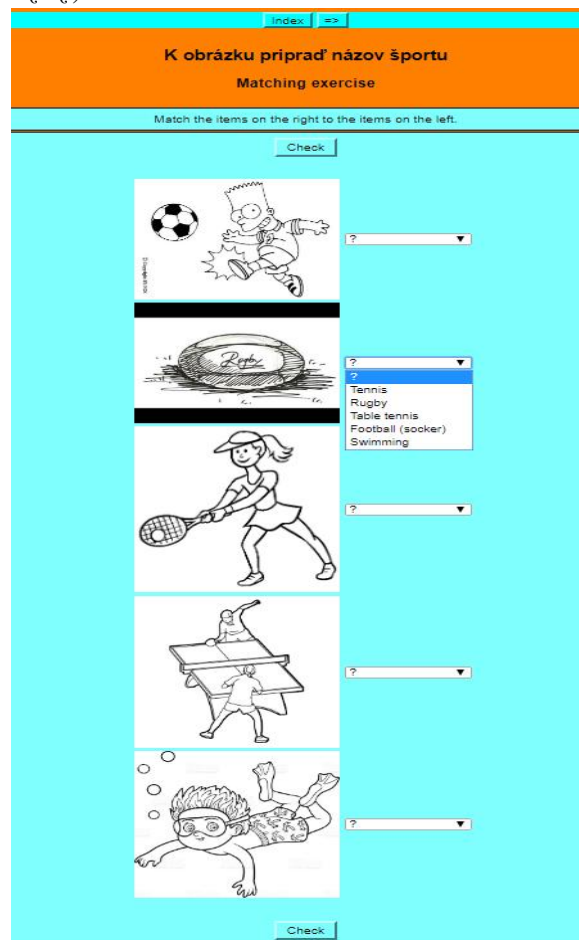 Index =>
K obrázku priprať názov športu
Matching exercise
Match the items on the right to the items on the left.
Check
?
Rugby
?
?
Tennis
Rugby
Table tennis
Football (socker)
Swimming
?
?
?
Check